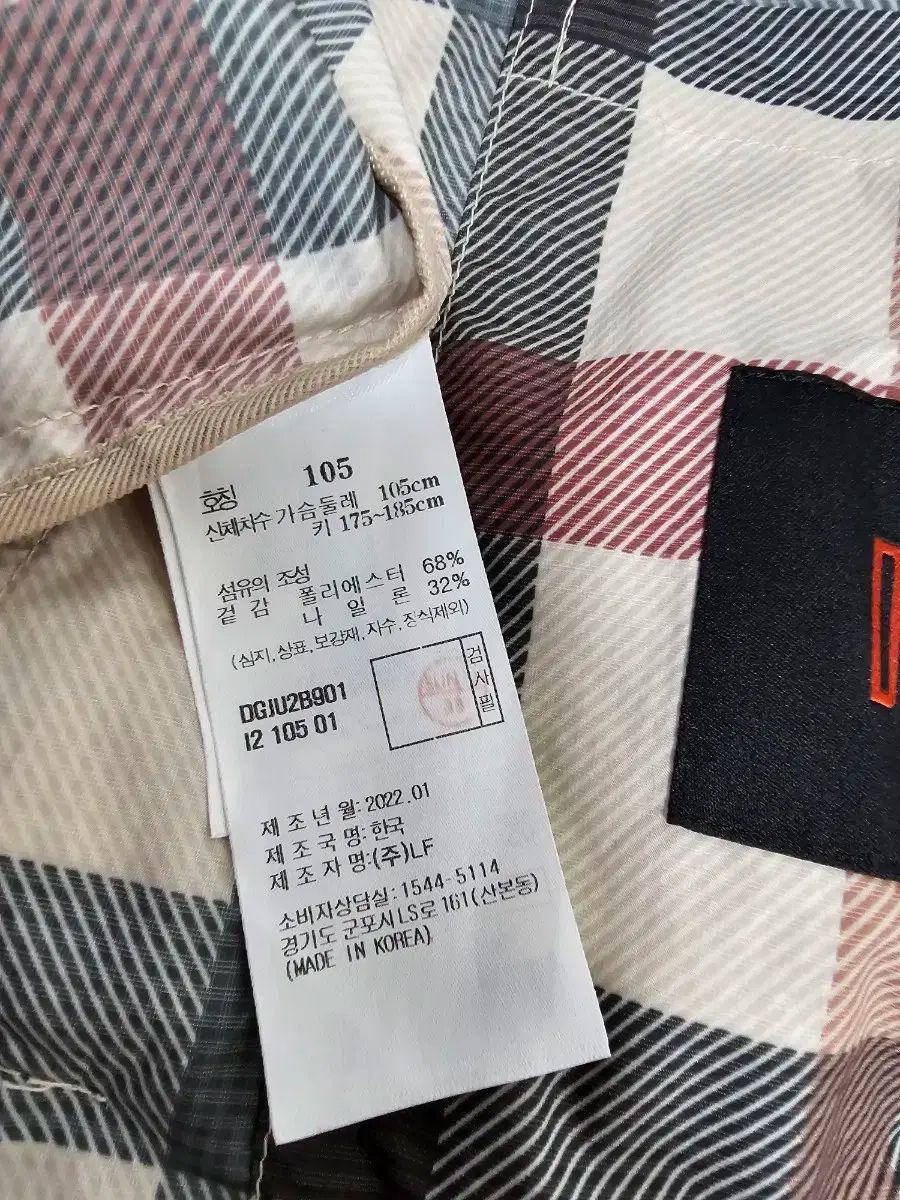 호칭 105
신체치수 가슴둘레 105cm
키 175~185cm
섬유의 조성
겉감 폴리에스터 68%
나일론 32%
(심지,상표,보강재,자수,장식제외)
검사필
DGJU2B901
I2 105 01
제조년월: 2022.01
제조국명: 한국
제조자명:(주)LF
소비자상담실: 1544-5114
경기도 군포시 LS로 161(산본동)
(MADE IN KOREA)